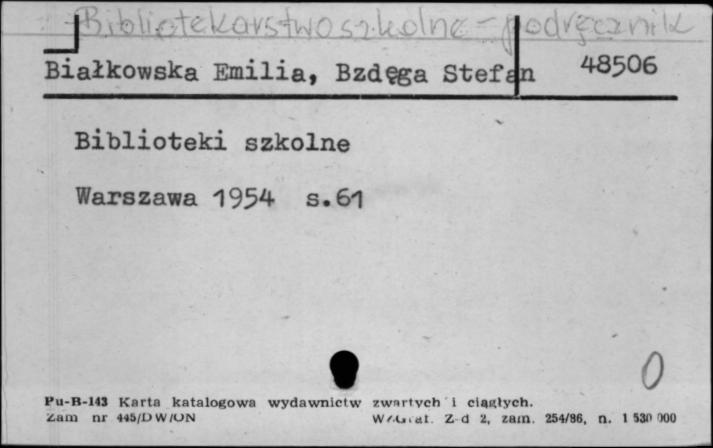 Bibliotekarstwo szkolne - podręcznik
Białkowska Emilia, Bzdęga Stefan 48506
Biblioteki szkolne
Warszawa 1954 s.61
0
Pu-B-143 Karta katalogowa wydawnictw zwartych i ciągłych.
Zam nr 445/DW/ON Z-d 2, zam. 254/86, n. 1 530 000